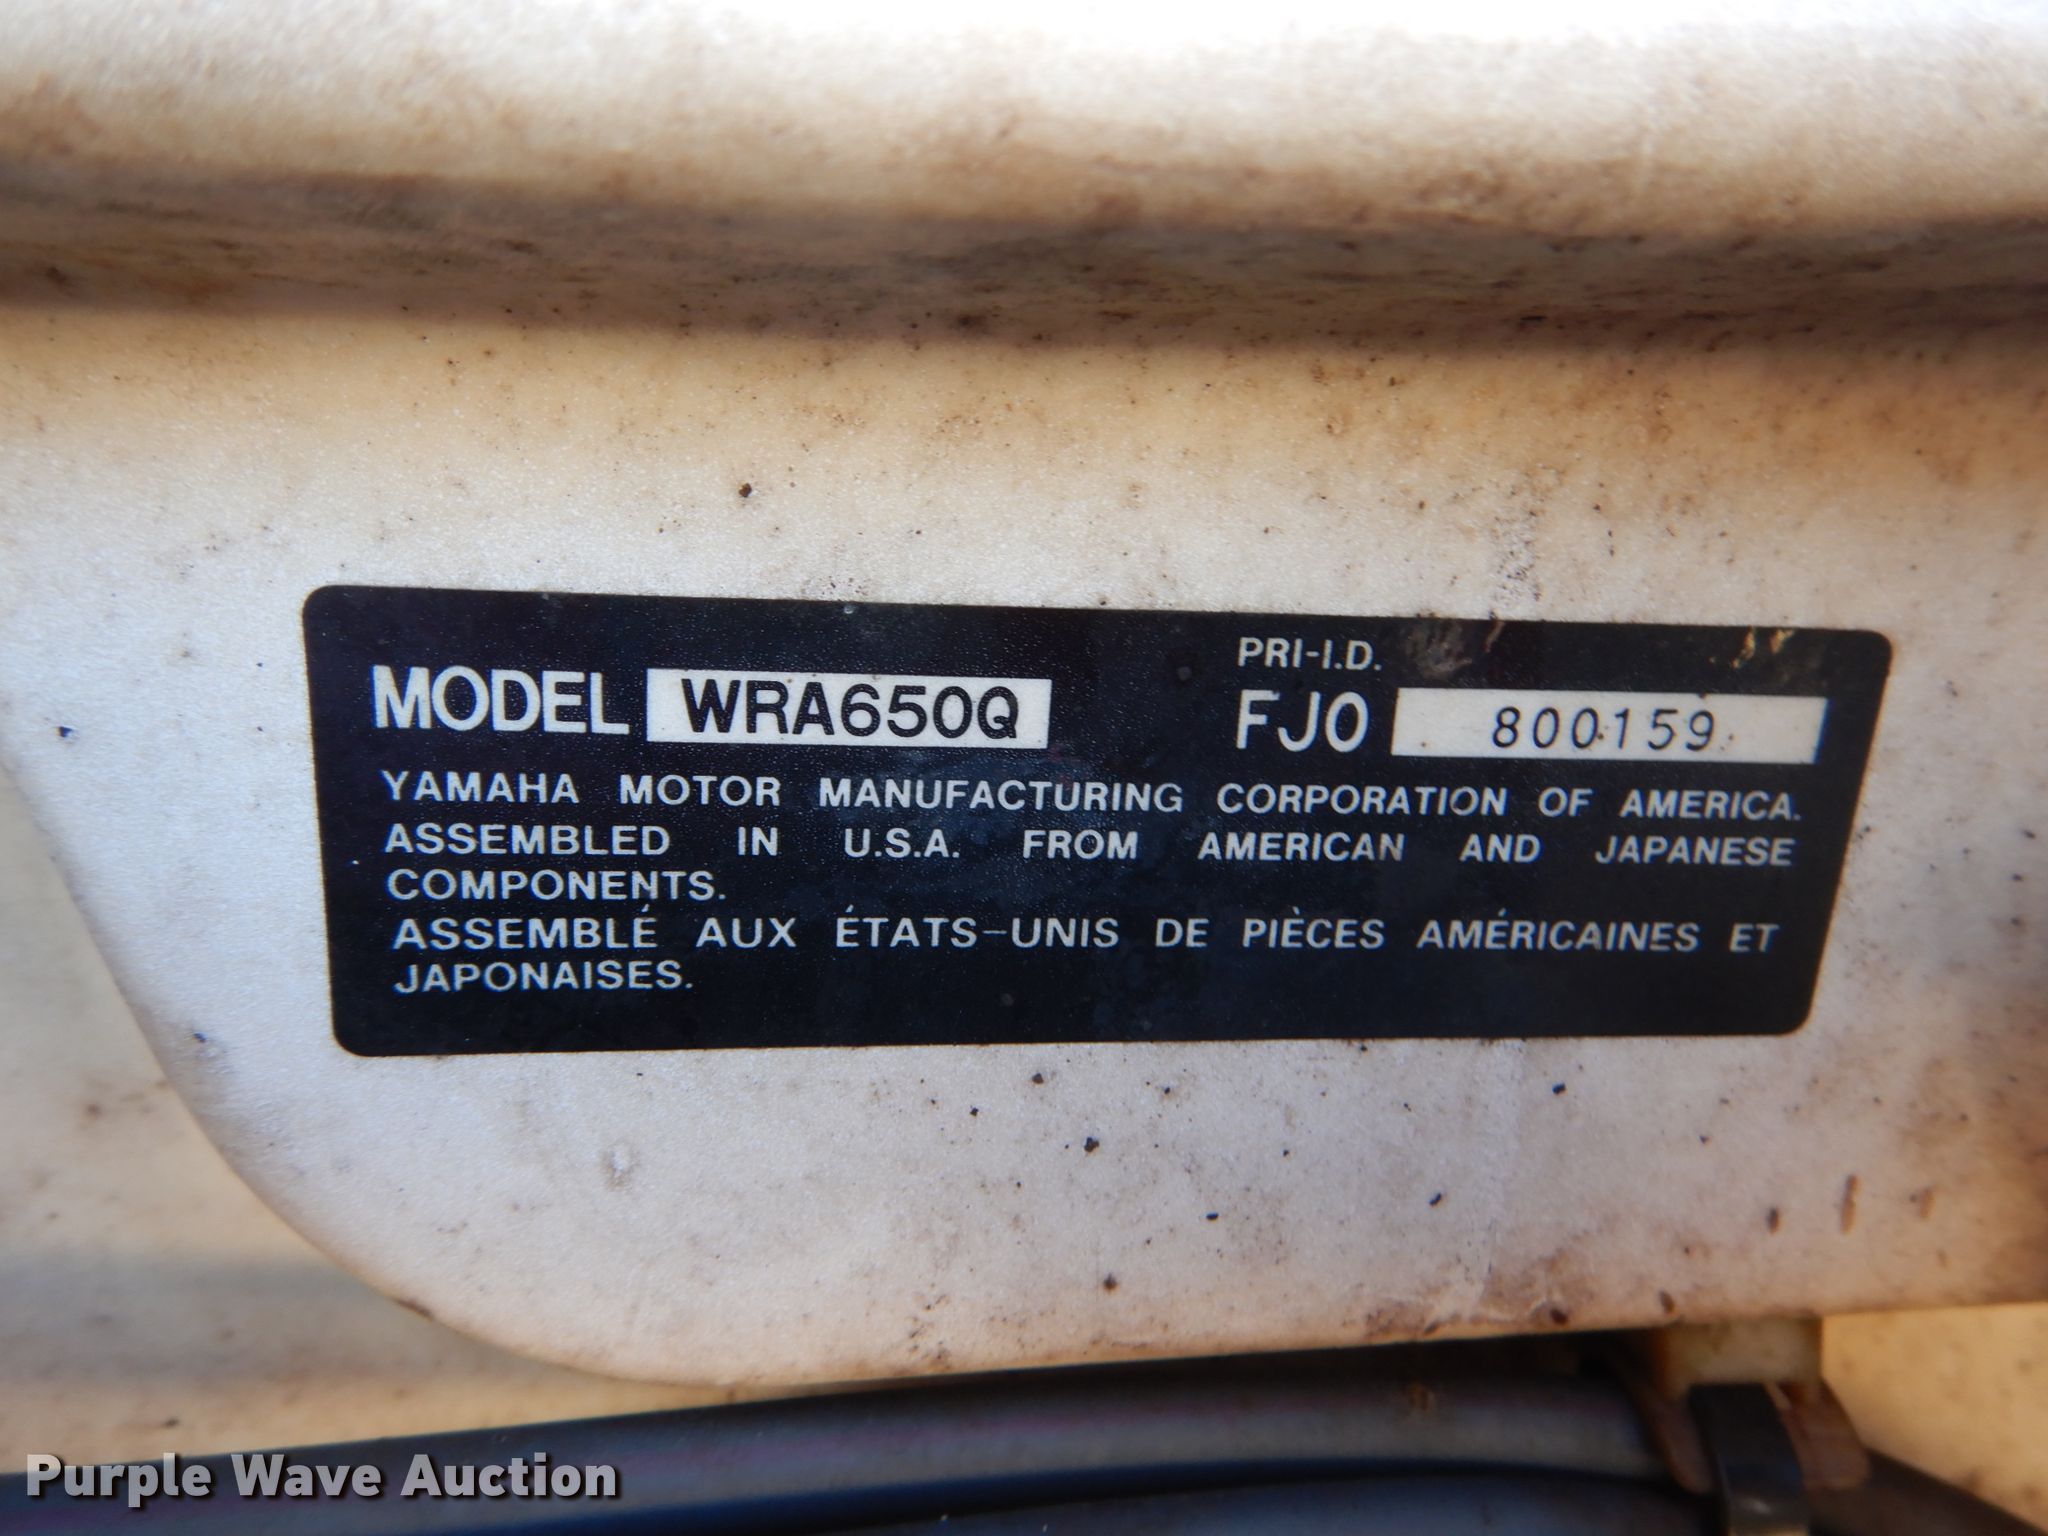 PRI-I.D.
MODEL WRA650Q FJ0 800159
YAMAHA MOTOR MANUFACTURING CORPORATION OF AMERICA.
ASSEMBLED IN U.S.A. FROM AMERICAN AND JAPANESE
COMPONENTS.
ASSEMBLÉ AUX ÉTATS-UNIS DE PIÈCES AMÉRICAINES ET
JAPONAISES.
Purple Wave Auction